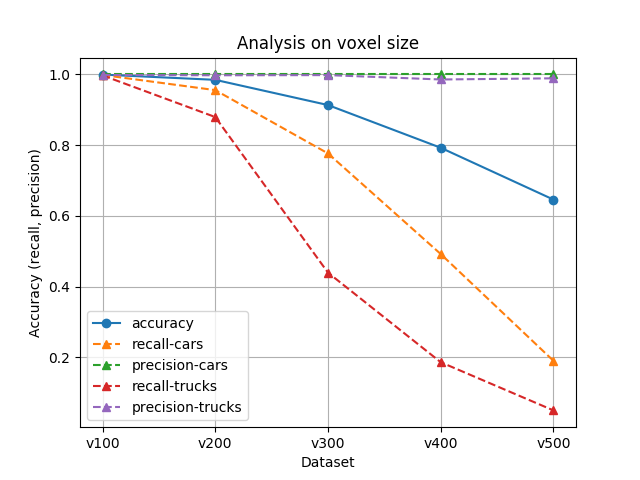 Analysis on voxel size
Accuracy (recall, precision)
1.0
0.8
0.6
0.4
0.2
accuracy
recall-cars
precision-cars
recall-trucks
precision-trucks
v100 v200 v300 v400 v500
Dataset